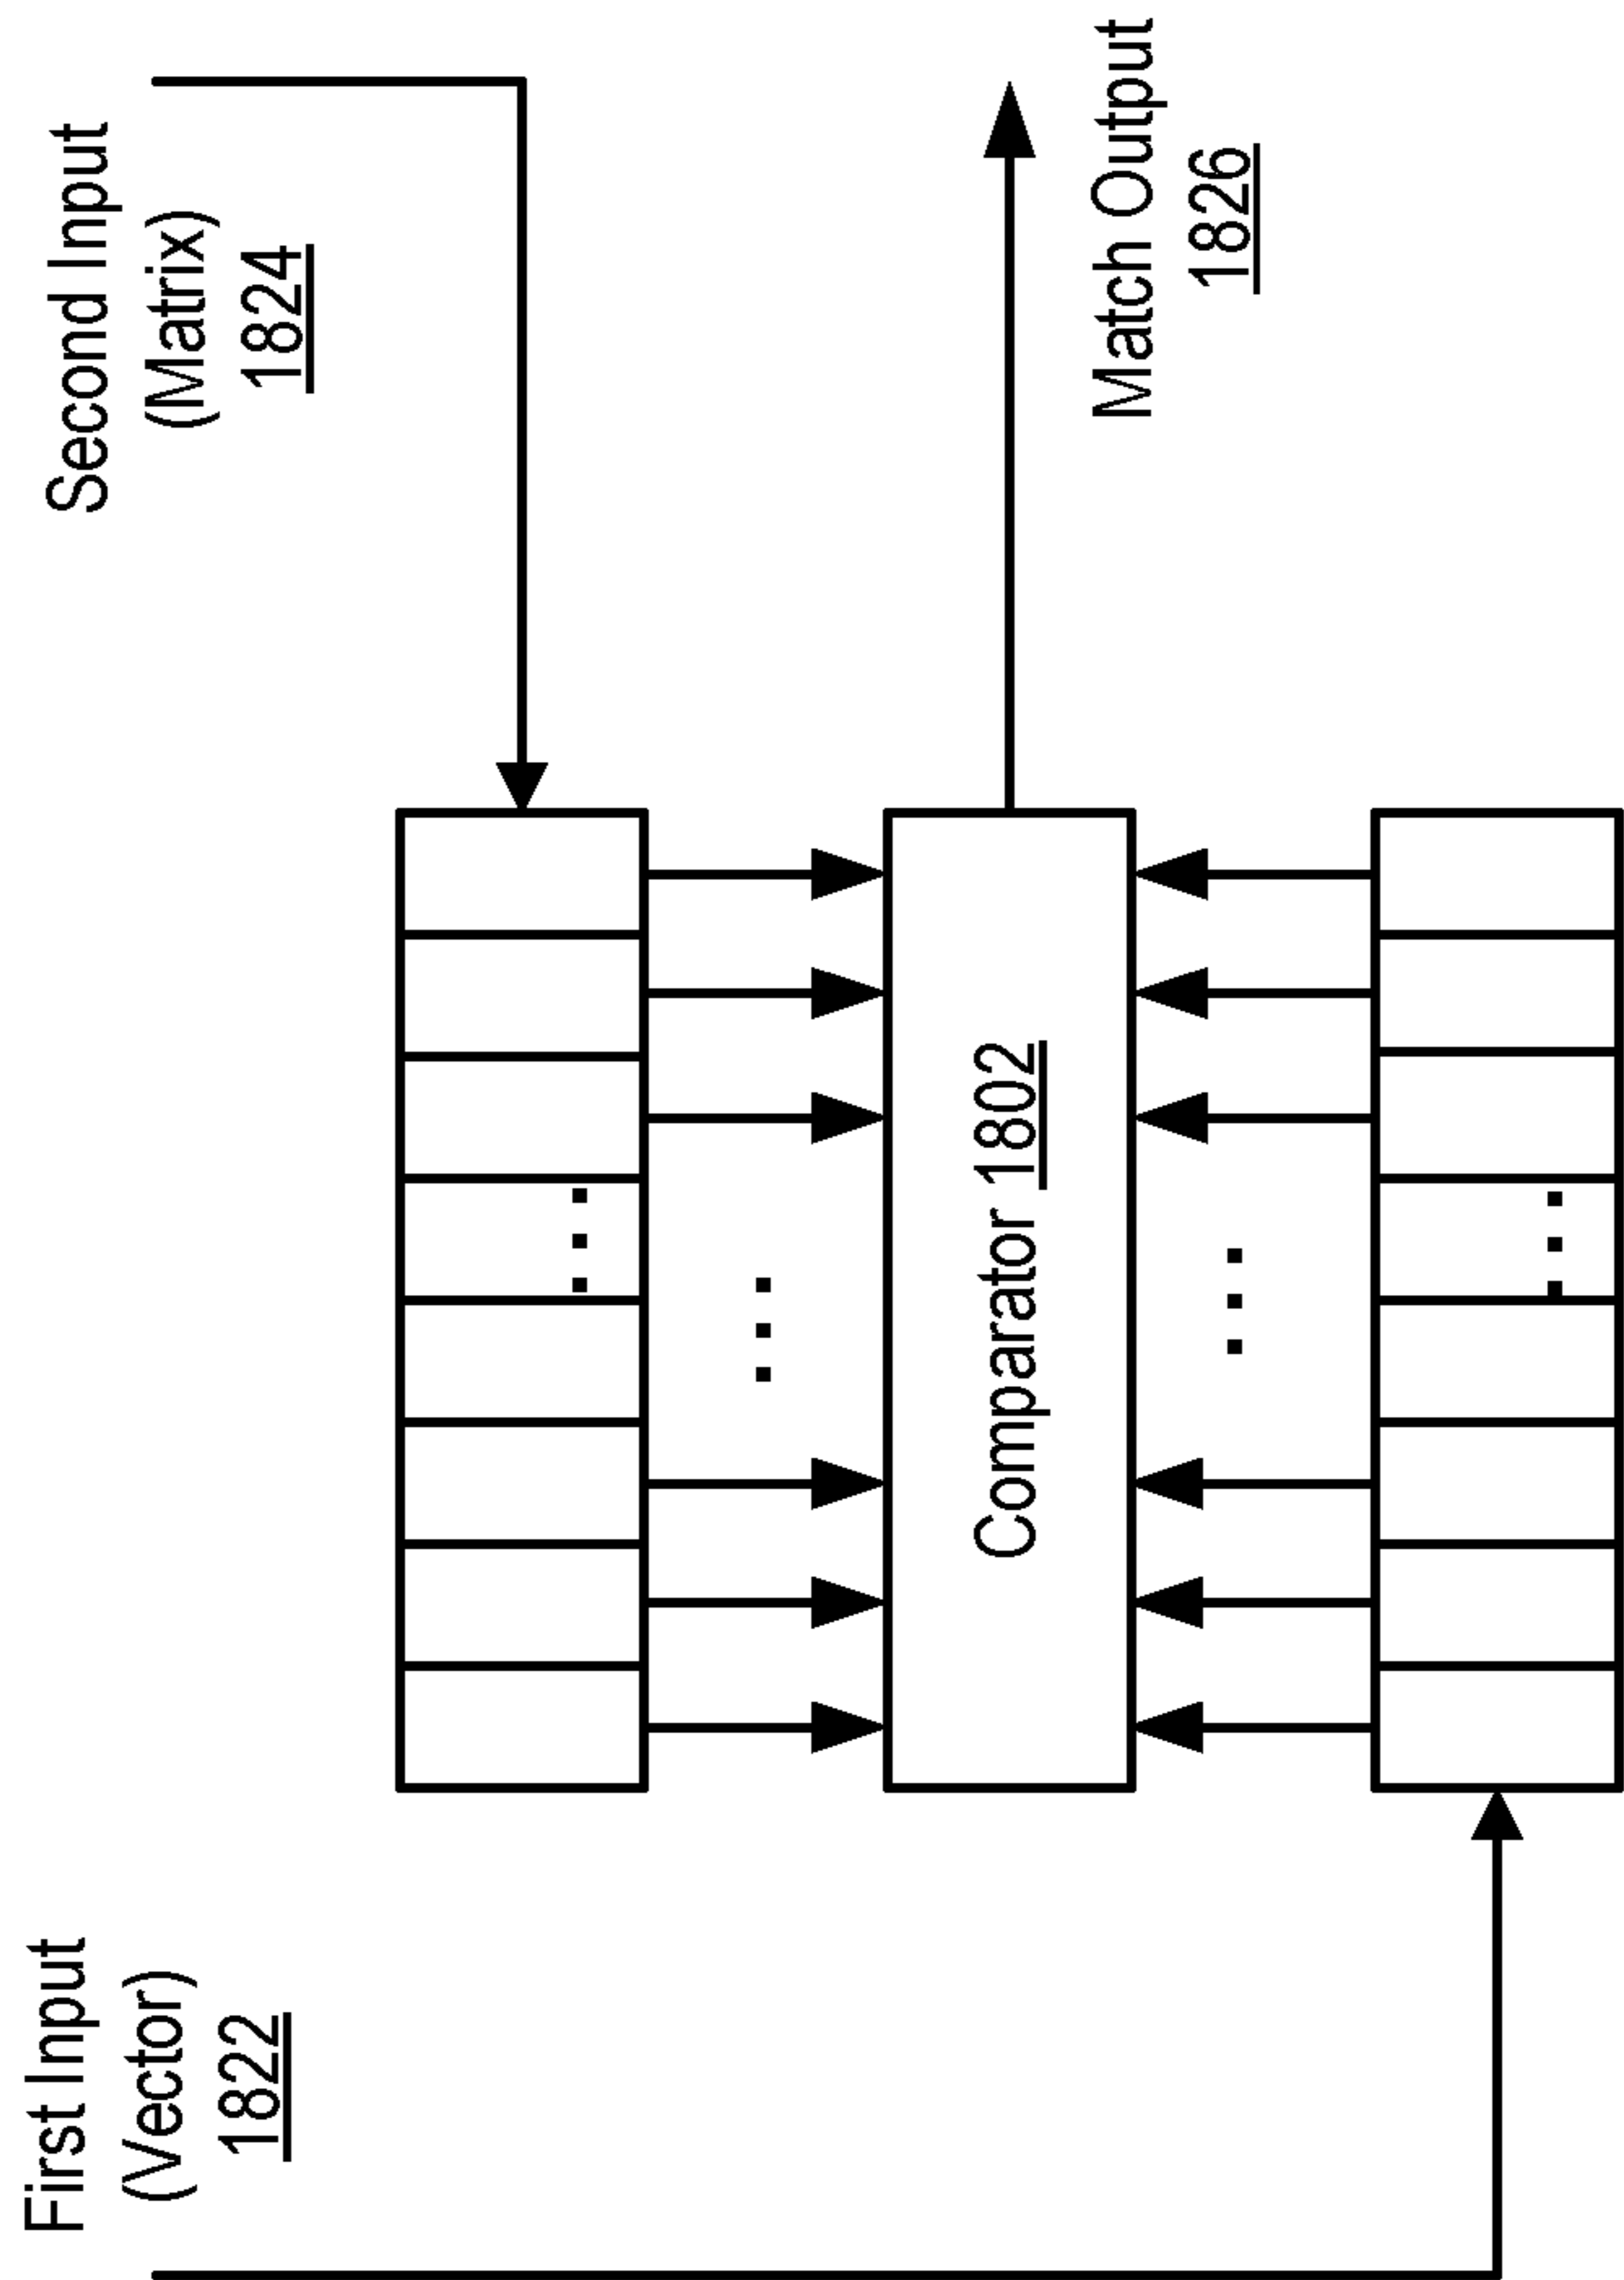 First Input
(Vector)
1822
Second Input
(Matrix)
1824
Comparator 1802
Match Output
1826